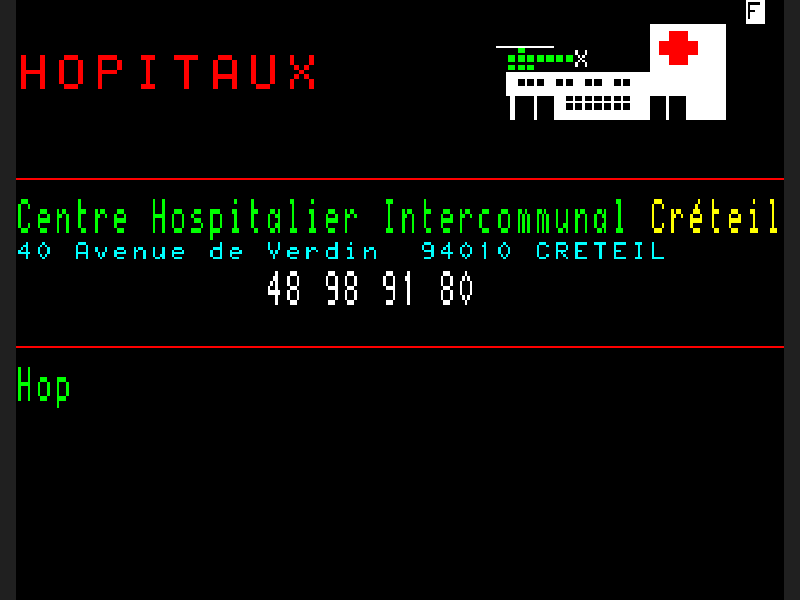 F
HOPITAUX
Centre Hospitalier Intercommunal Créteil
40 Avenue de Verdin 94010 CRETEIL
48 98 91 80
Hop